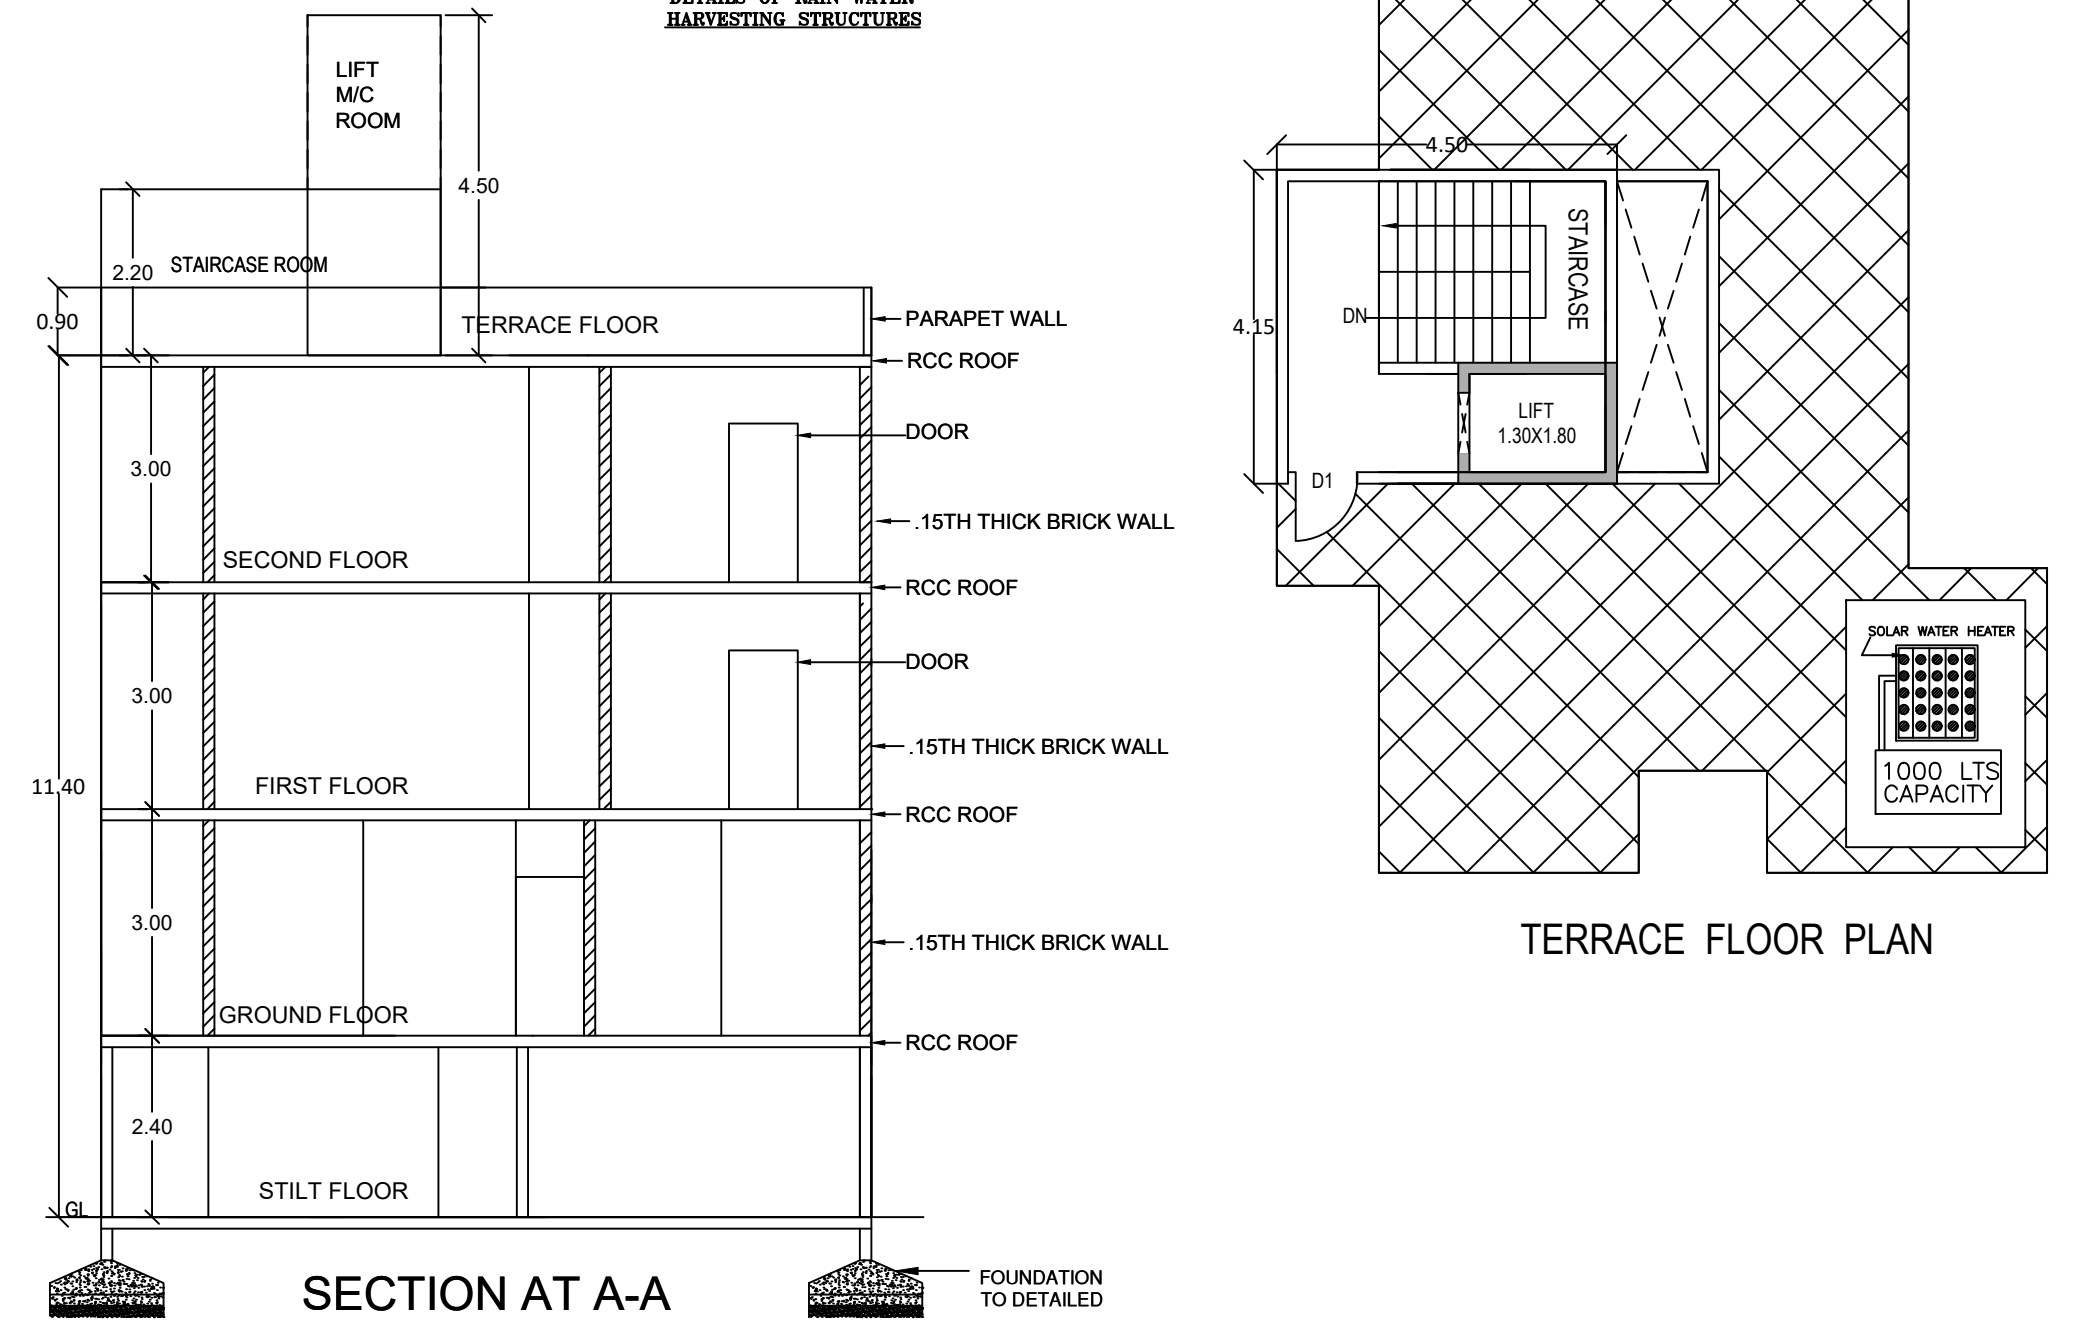 DETAILS OF RAIN WATER
HARVESTING STRUCTURES
LIFT
M/C
ROOM
4.50
2.20
STAIRCASE ROOM
0.90
TERRACE FLOOR
PARAPET WALL
RCC ROOF
DOOR
3.00
.15TH THICK BRICK WALL
SECOND FLOOR
RCC ROOF
DOOR
3.00
.15TH THICK BRICK WALL
FIRST FLOOR
11.40
RCC ROOF
3.00
.15TH THICK BRICK WALL
GROUND FLOOR
RCC ROOF
2.40
STILT FLOOR
GL
SECTION AT A-A
FOUNDATION
TO DETAILED
4.50
4.15
STAIRCASE
DN
LIFT
1.30X1.80
D1
SOLAR WATER HEATER
1000 LTS
CAPACITY
TERRACE FLOOR PLAN